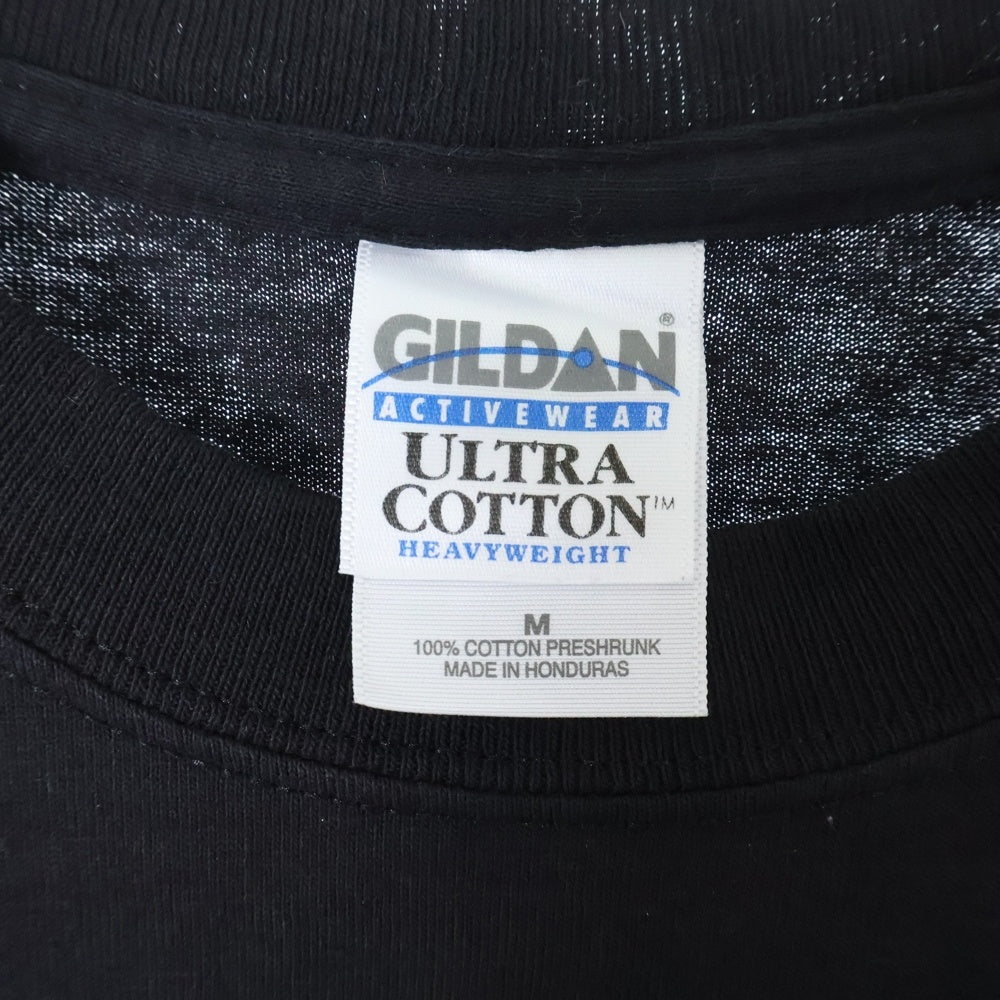 GILDAN®
ACTIVEWEAR
ULTRA
COTTON™
HEAVYWEIGHT
M
100% COTTON PRESHRUNK
MADE IN HONDURAS